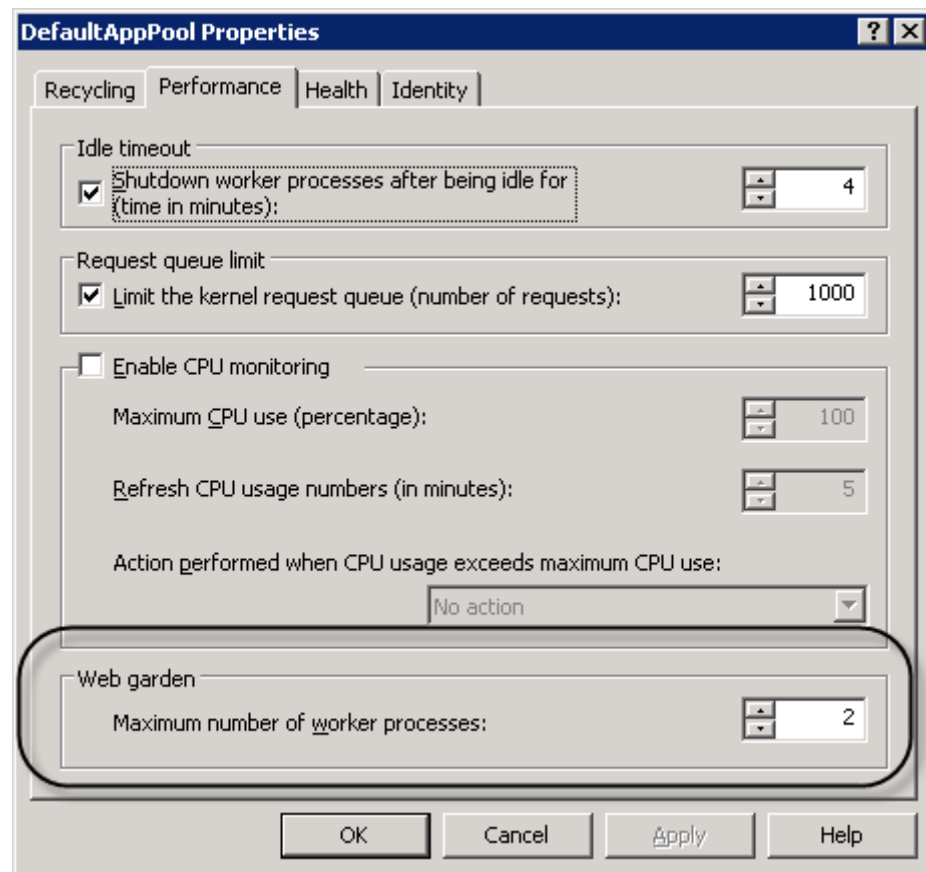 DefaultAppPool Properties
Recycling Performance Health Identity
Idle timeout
Shutdown worker processes after being idle for
(time in minutes):
4
Request queue limit
Limit the kernel request queue (number of requests):
1000
Enable CPU monitoring
Maximum CPU use (percentage):
100
Refresh CPU usage numbers (in minutes):
5
Action performed when CPU usage exceeds maximum CPU use:
No action
Web garden
Maximum number of worker processes:
2
OK Cancel Apply Help